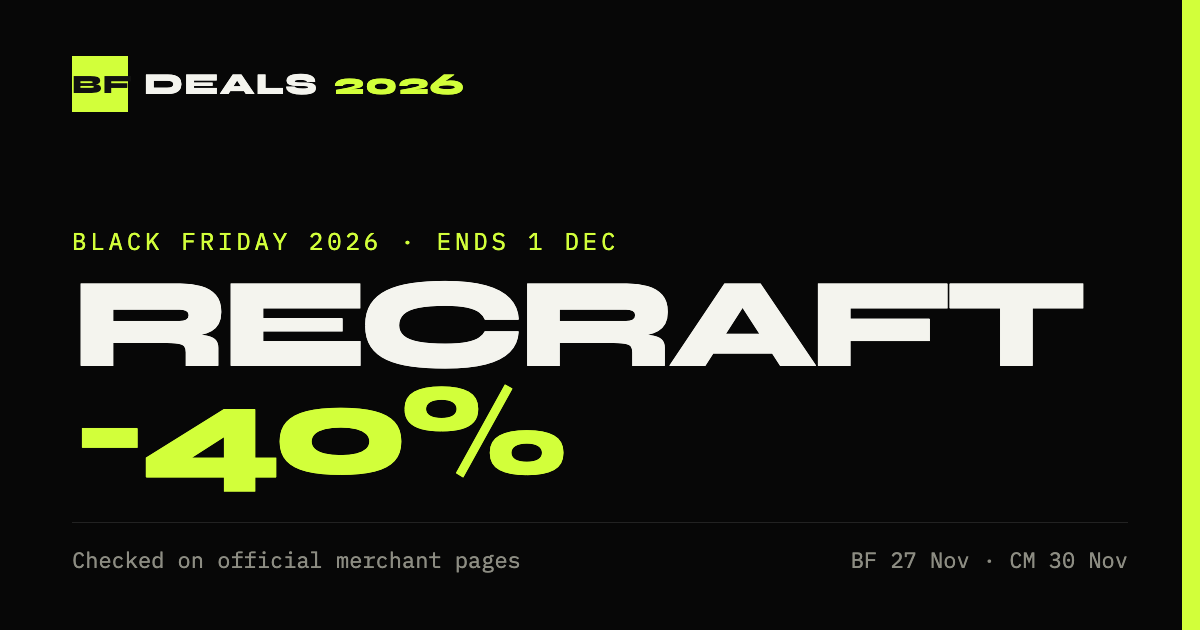 BF DEALS 2026
BLACK FRIDAY 2026 · ENDS 1 DEC
RECRAFT
-40%
Checked on official merchant pages
BF 27 Nov · CM 30 Nov